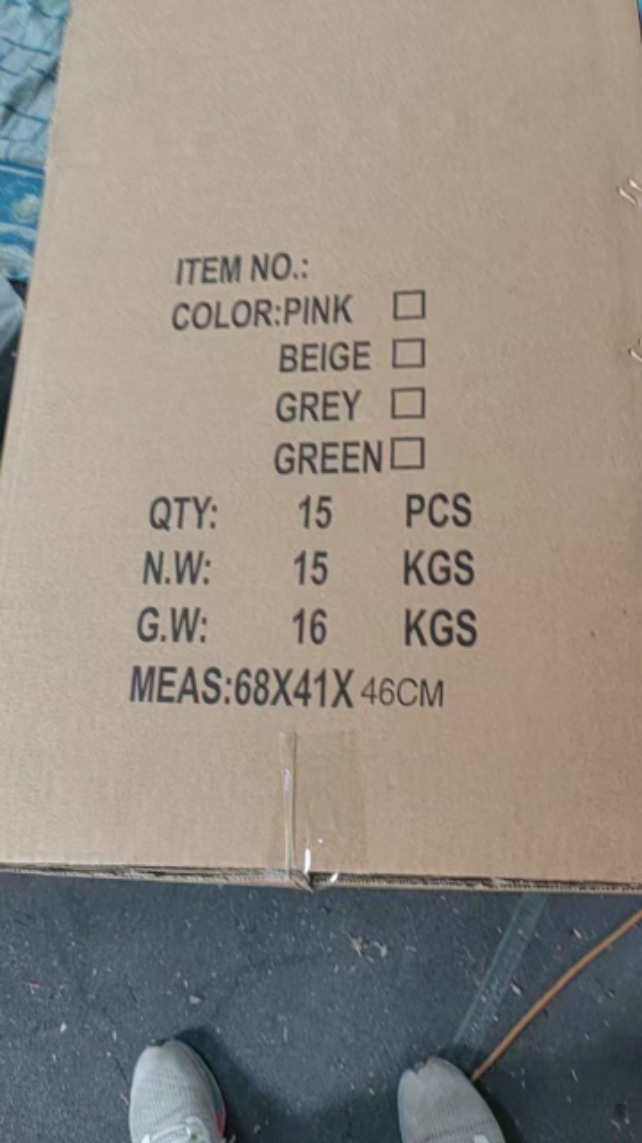 ITEM NO.:
COLOR:PINK □
BEIGE □
GREY □
GREEN □
QTY: 15 PCS
N.W: 15 KGS
G.W: 16 KGS
MEAS:68X41X 46CM